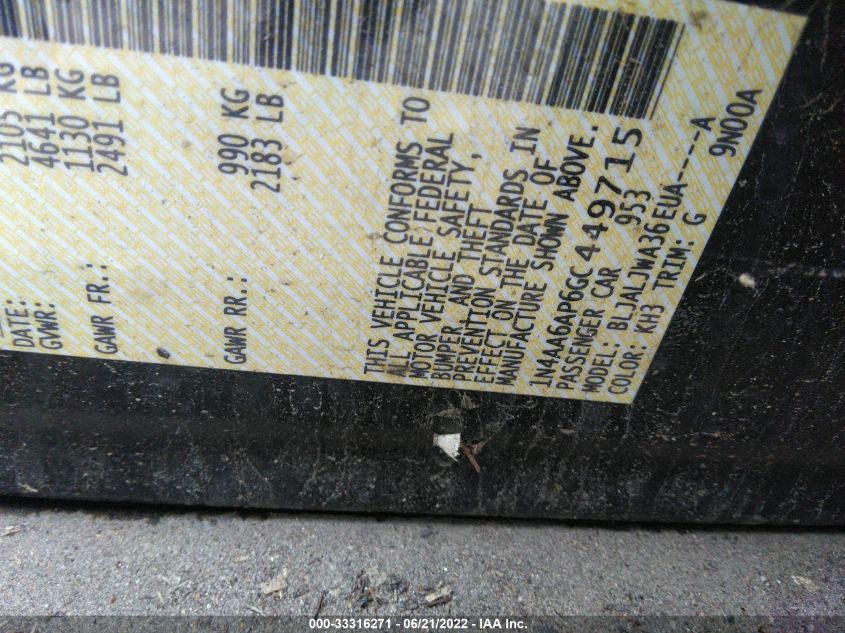 DATE:
GVWR: 2105 KG
4641 LB
GAWR FR.: 1130 KG
2491 LB
GAWR RR.: 990 KG
2183 LB
THIS VEHICLE CONFORMS TO
ALL APPLICABLE FEDERAL
MOTOR VEHICLE SAFETY,
BUMPER AND THEFT
PREVENTION STANDARDS IN
EFFECT ON THE DATE OF
MANUFACTURE SHOWN ABOVE.
1N4AA6AP6GC449715
PASSENGER CAR 953
MODEL: BLJALJWA36EUA----A
COLOR: KH3 TRIM: G 9N00A
000-33316271 - 06/21/2022 - IAA Inc.